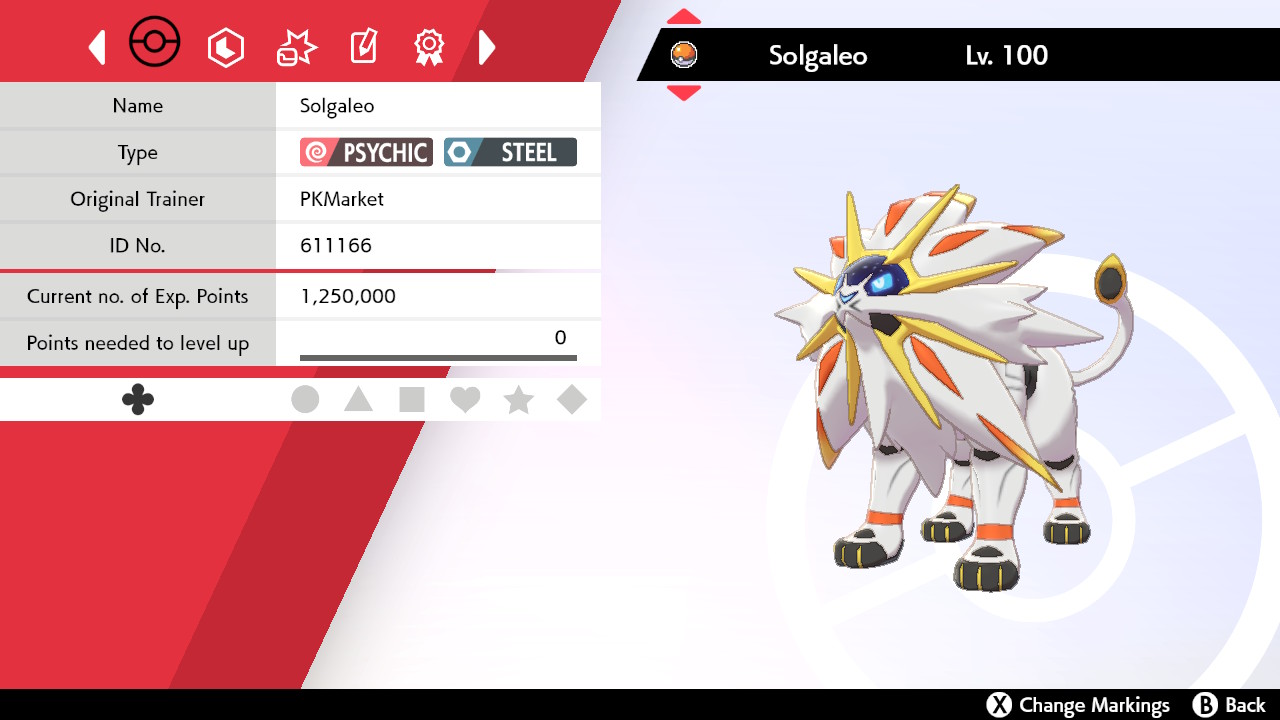 Solgaleo Lv. 100
Name Solgaleo
Type PSYCHIC STEEL
Original Trainer PKMarket
ID No. 611166
Current no. of Exp. Points 1,250,000
Points needed to level up 0
X Change Markings B Back